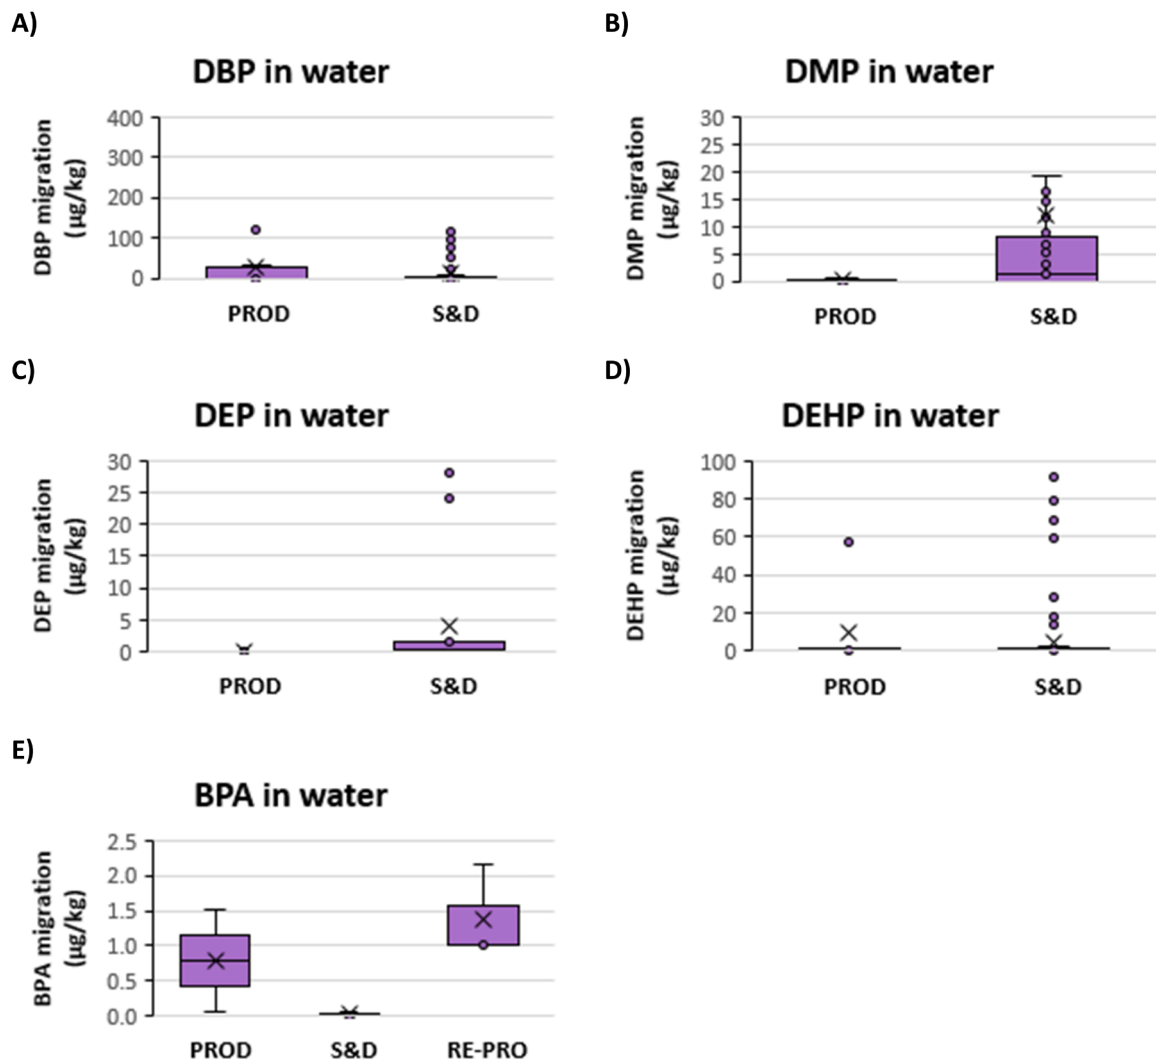 A)
DBP in water
DBP migration
(µg/kg)
400
300
200
100
0
PROD S&D
B)
DMP in water
DMP migration
(µg/kg)
30
25
20
15
10
5
0
PROD S&D
C)
DEP in water
DEP migration
(µg/kg)
30
25
20
15
10
5
0
PROD S&D
D)
DEHP in water
DEHP migration
(µg/kg)
100
80
60
40
20
0
PROD S&D
E)
BPA in water
BPA migration
(µg/kg)
2.5
2.0
1.5
1.0
0.5
0.0
PROD S&D RE-PRO